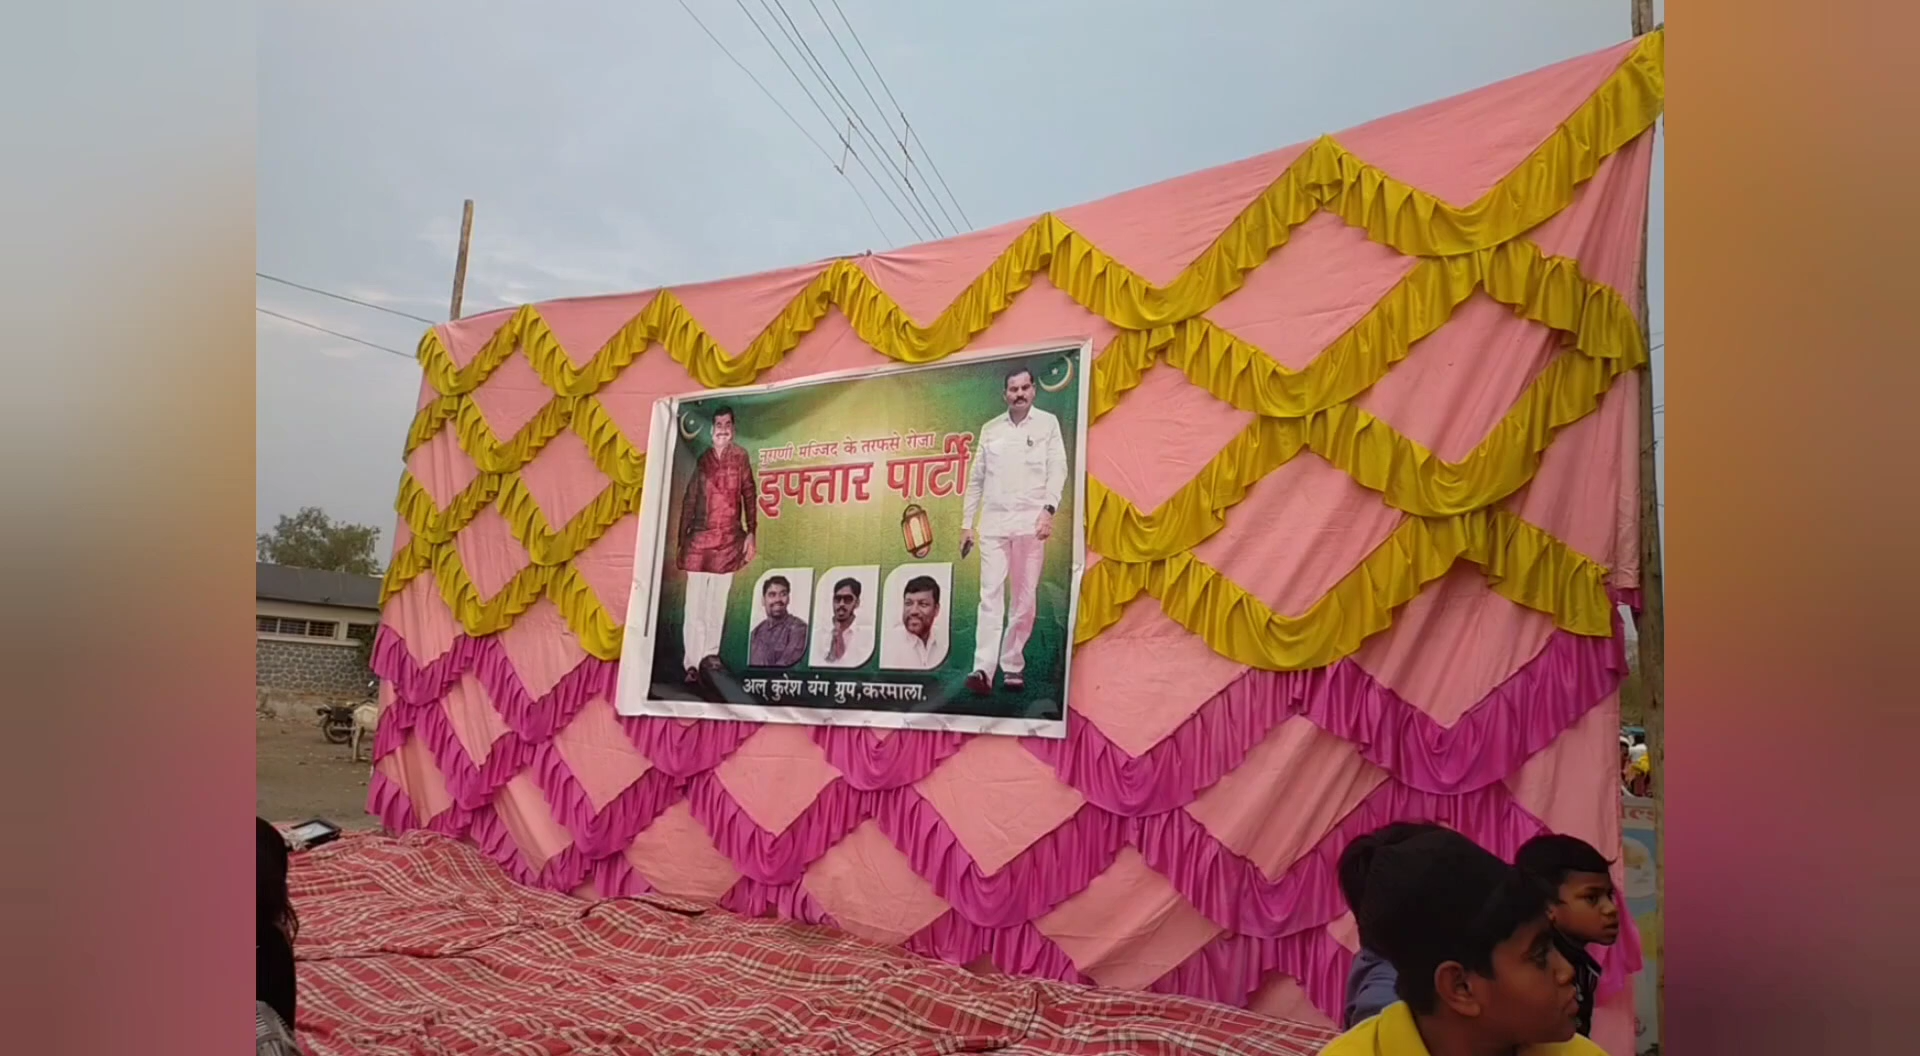 नुराणी मज्जिद के तरफसे रोजा
इफ्तार पार्टी
अल् कुरेश यंग ग्रुप,करमाला.